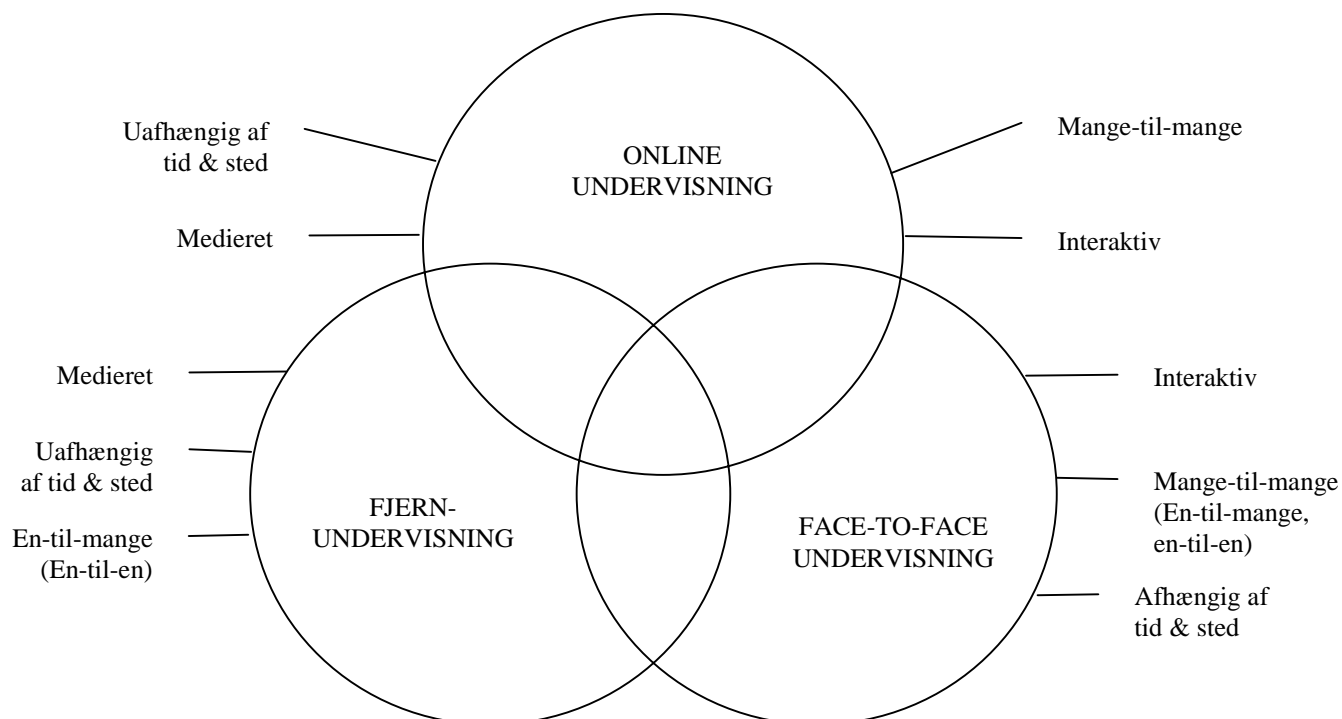 Uafhængig af
tid & sted
Mange-til-mange
ONLINE
UNDERVISNING
Medieret
Interaktiv
Medieret
Interaktiv
Uafhængig
af tid & sted
Mange-til-mange
(En-til-mange,
en-til-en)
FJERN-
UNDERVISNING
FACE-TO-FACE
UNDERVISNING
En-til-mange
(En-til-en)
Afhængig af
tid & sted